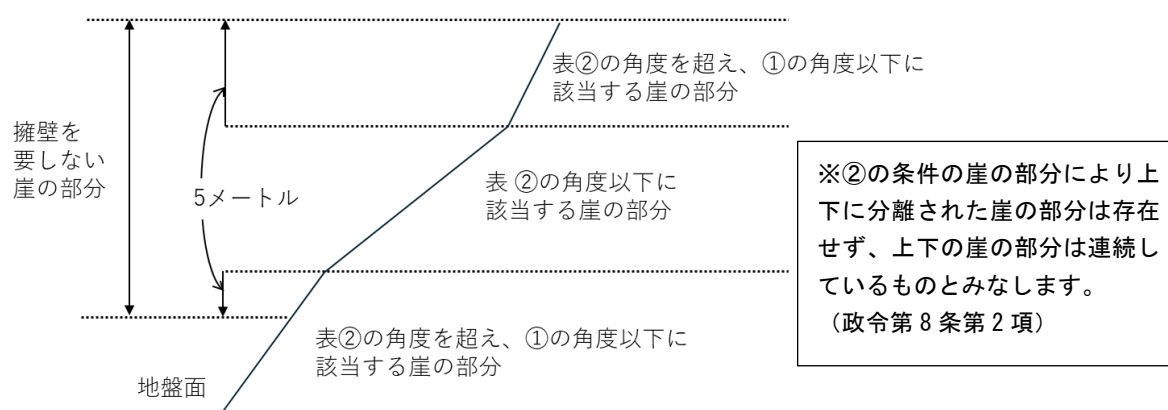 表②の角度を超え、①の角度以下に
該当する崖の部分
擁壁を
要しない
崖の部分
5メートル
表 ②の角度以下に
該当する崖の部分
※②の条件の崖の部分により上
下に分離された崖の部分は存在
せず、上下の崖の部分は連続し
ているものとみなします。
（政令第 8 条第 2 項）
表②の角度を超え、①の角度以下に
該当する崖の部分
地盤面